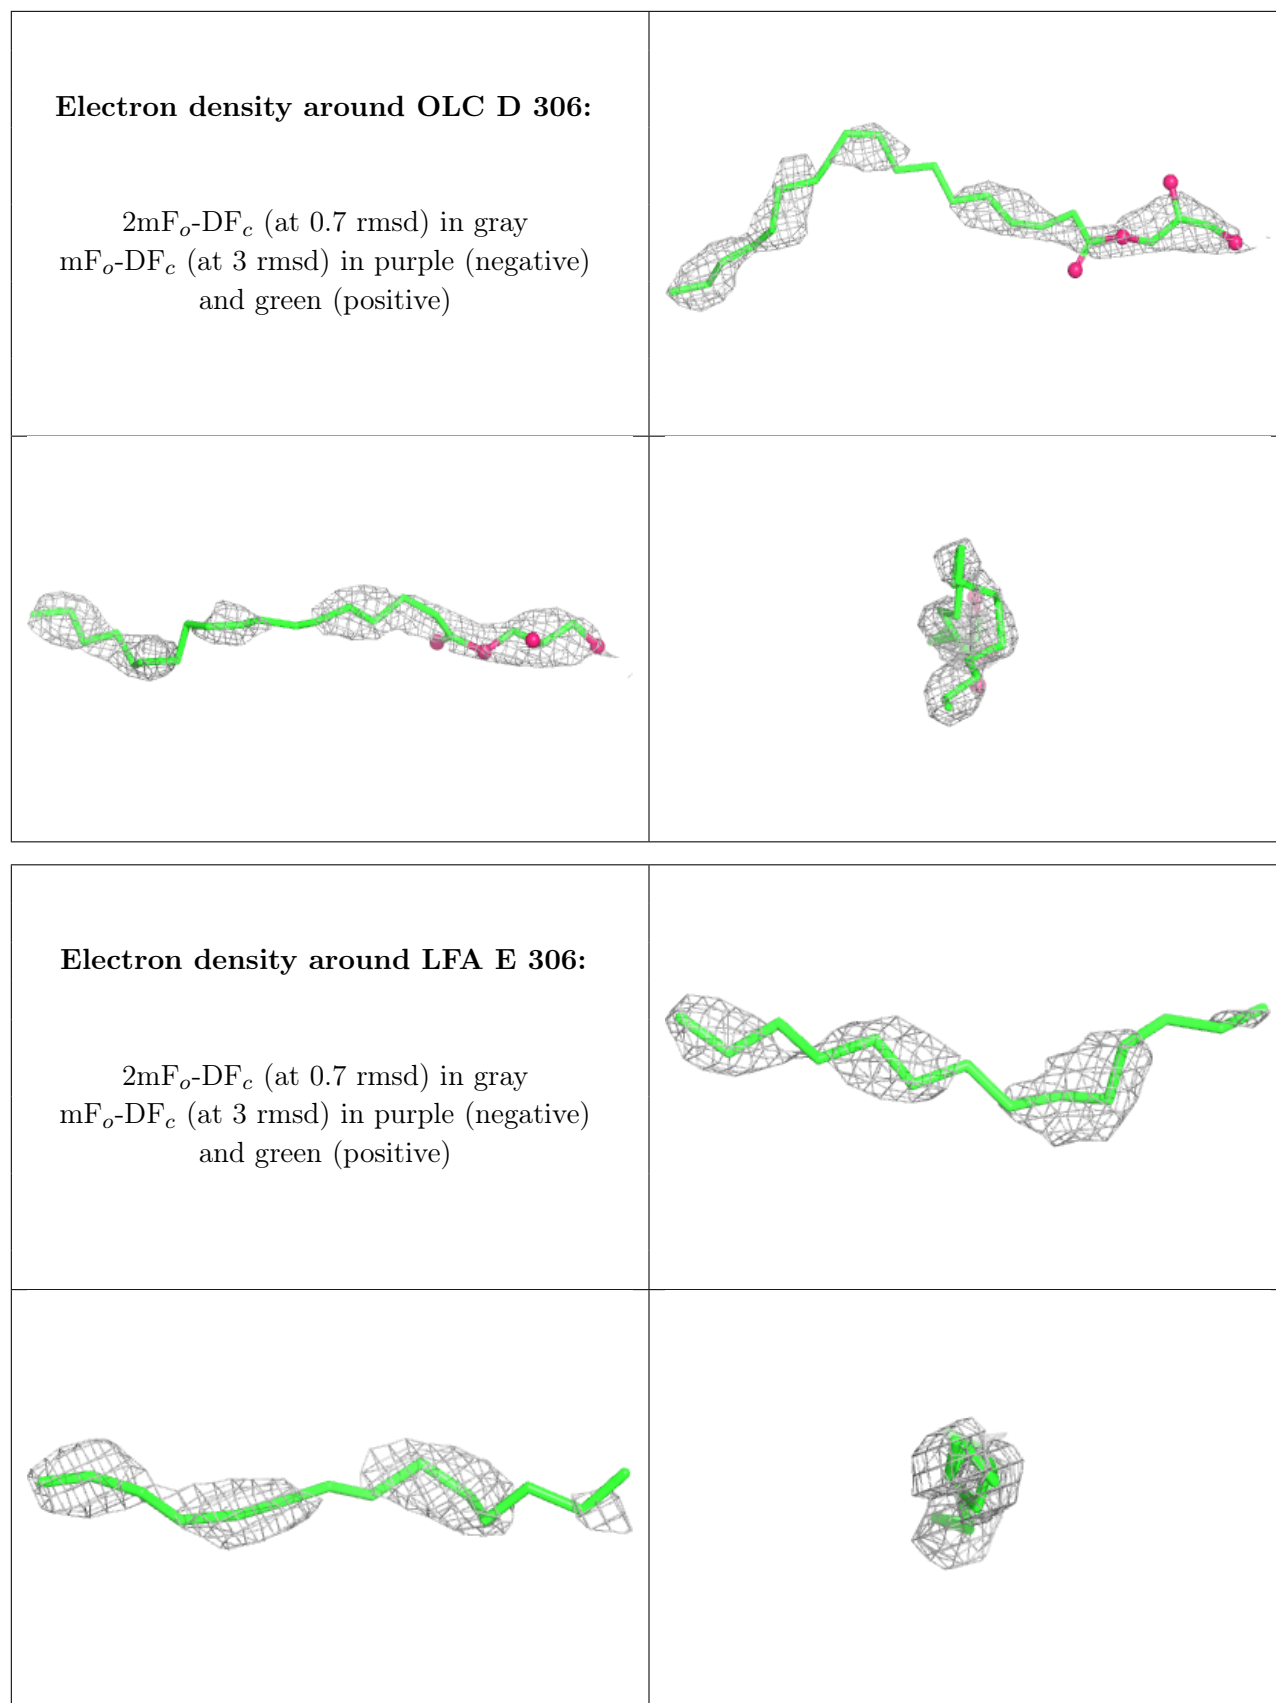 Electron density around OLC D 306:
2mFₒ-DF𝑐 (at 0.7 rmsd) in gray
mFₒ-DF𝑐 (at 3 rmsd) in purple (negative)
and green (positive)
Electron density around LFA E 306:
2mFₒ-DF𝑐 (at 0.7 rmsd) in gray
mFₒ-DF𝑐 (at 3 rmsd) in purple (negative)
and green (positive)